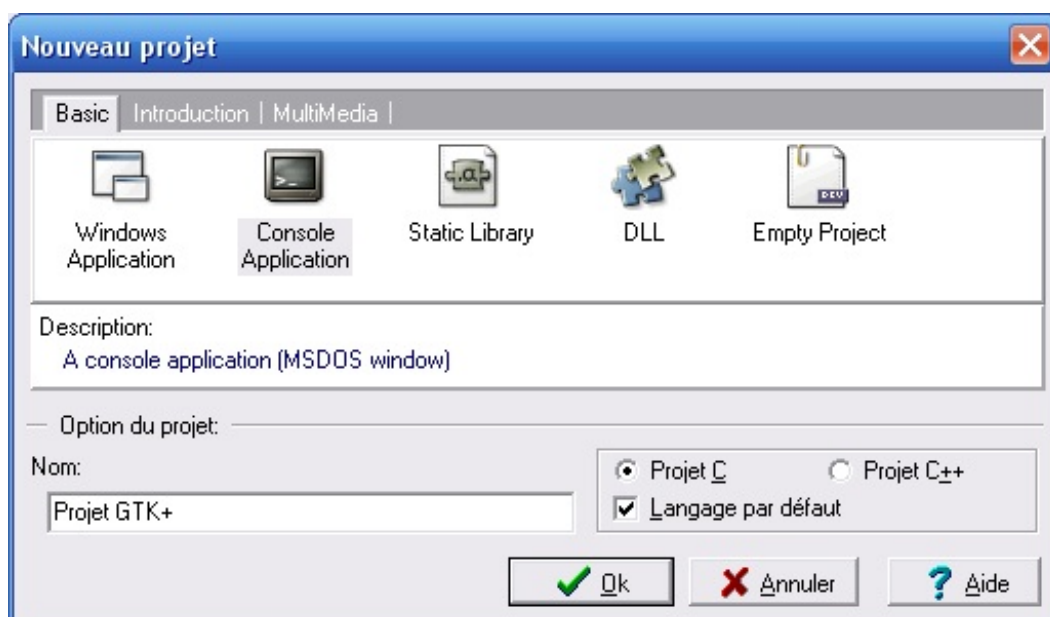 Nouveau projet
Basic Introduction MultiMedia
Windows Application
Console Application
Static Library
DLL
Empty Project
Description:
A console application (MSDOS window)
Option du projet:
Nom:
Projet GTK+
Projet C
Projet C++
Langage par défaut
Ok
Annuler
Aide